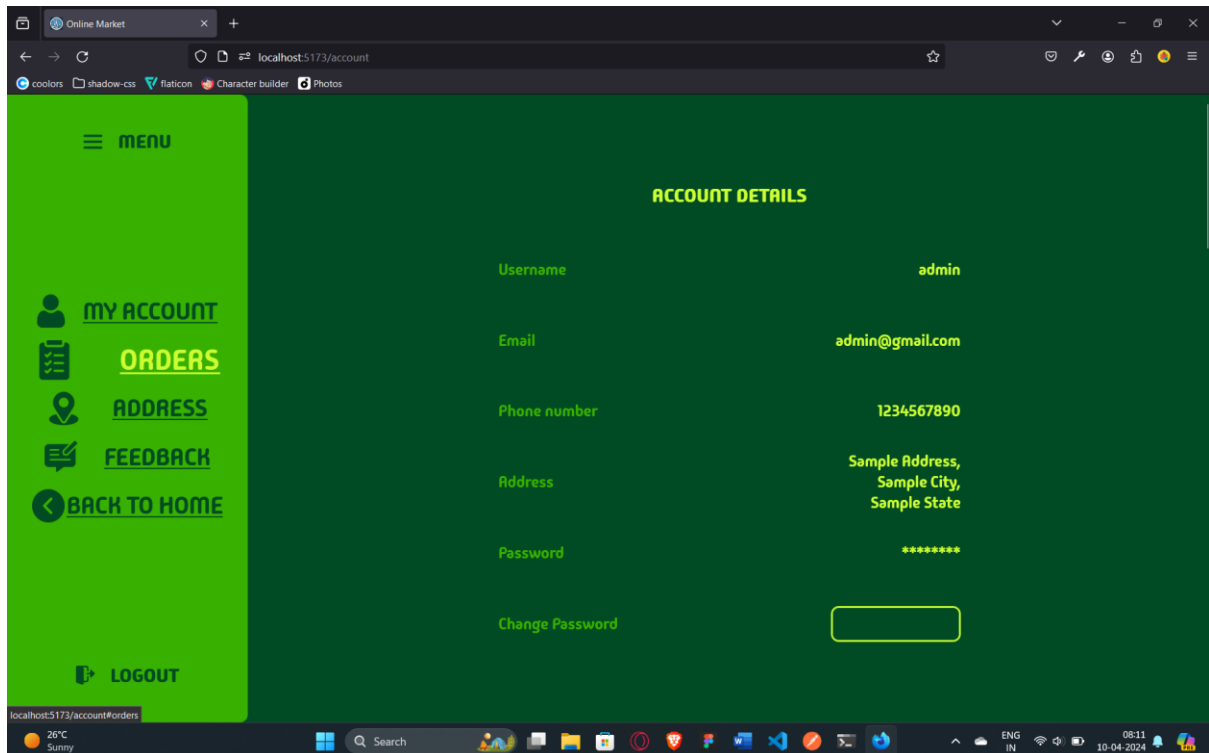 Online Market
localhost:5173/account
coolors shadow-css flaticon Character builder Photos
MENU
MY ACCOUNT
ORDERS
ADDRESS
FEEDBACK
BACK TO HOME
LOGOUT
ACCOUNT DETAILS
Username admin
Email admin@gmail.com
Phone number 1234567890
Address Sample Address,
Sample City,
Sample State
Password ********
Change Password
localhost:5173/account#orders
26°C
Sunny
Search
ENG
IN
08:11
10-04-2024